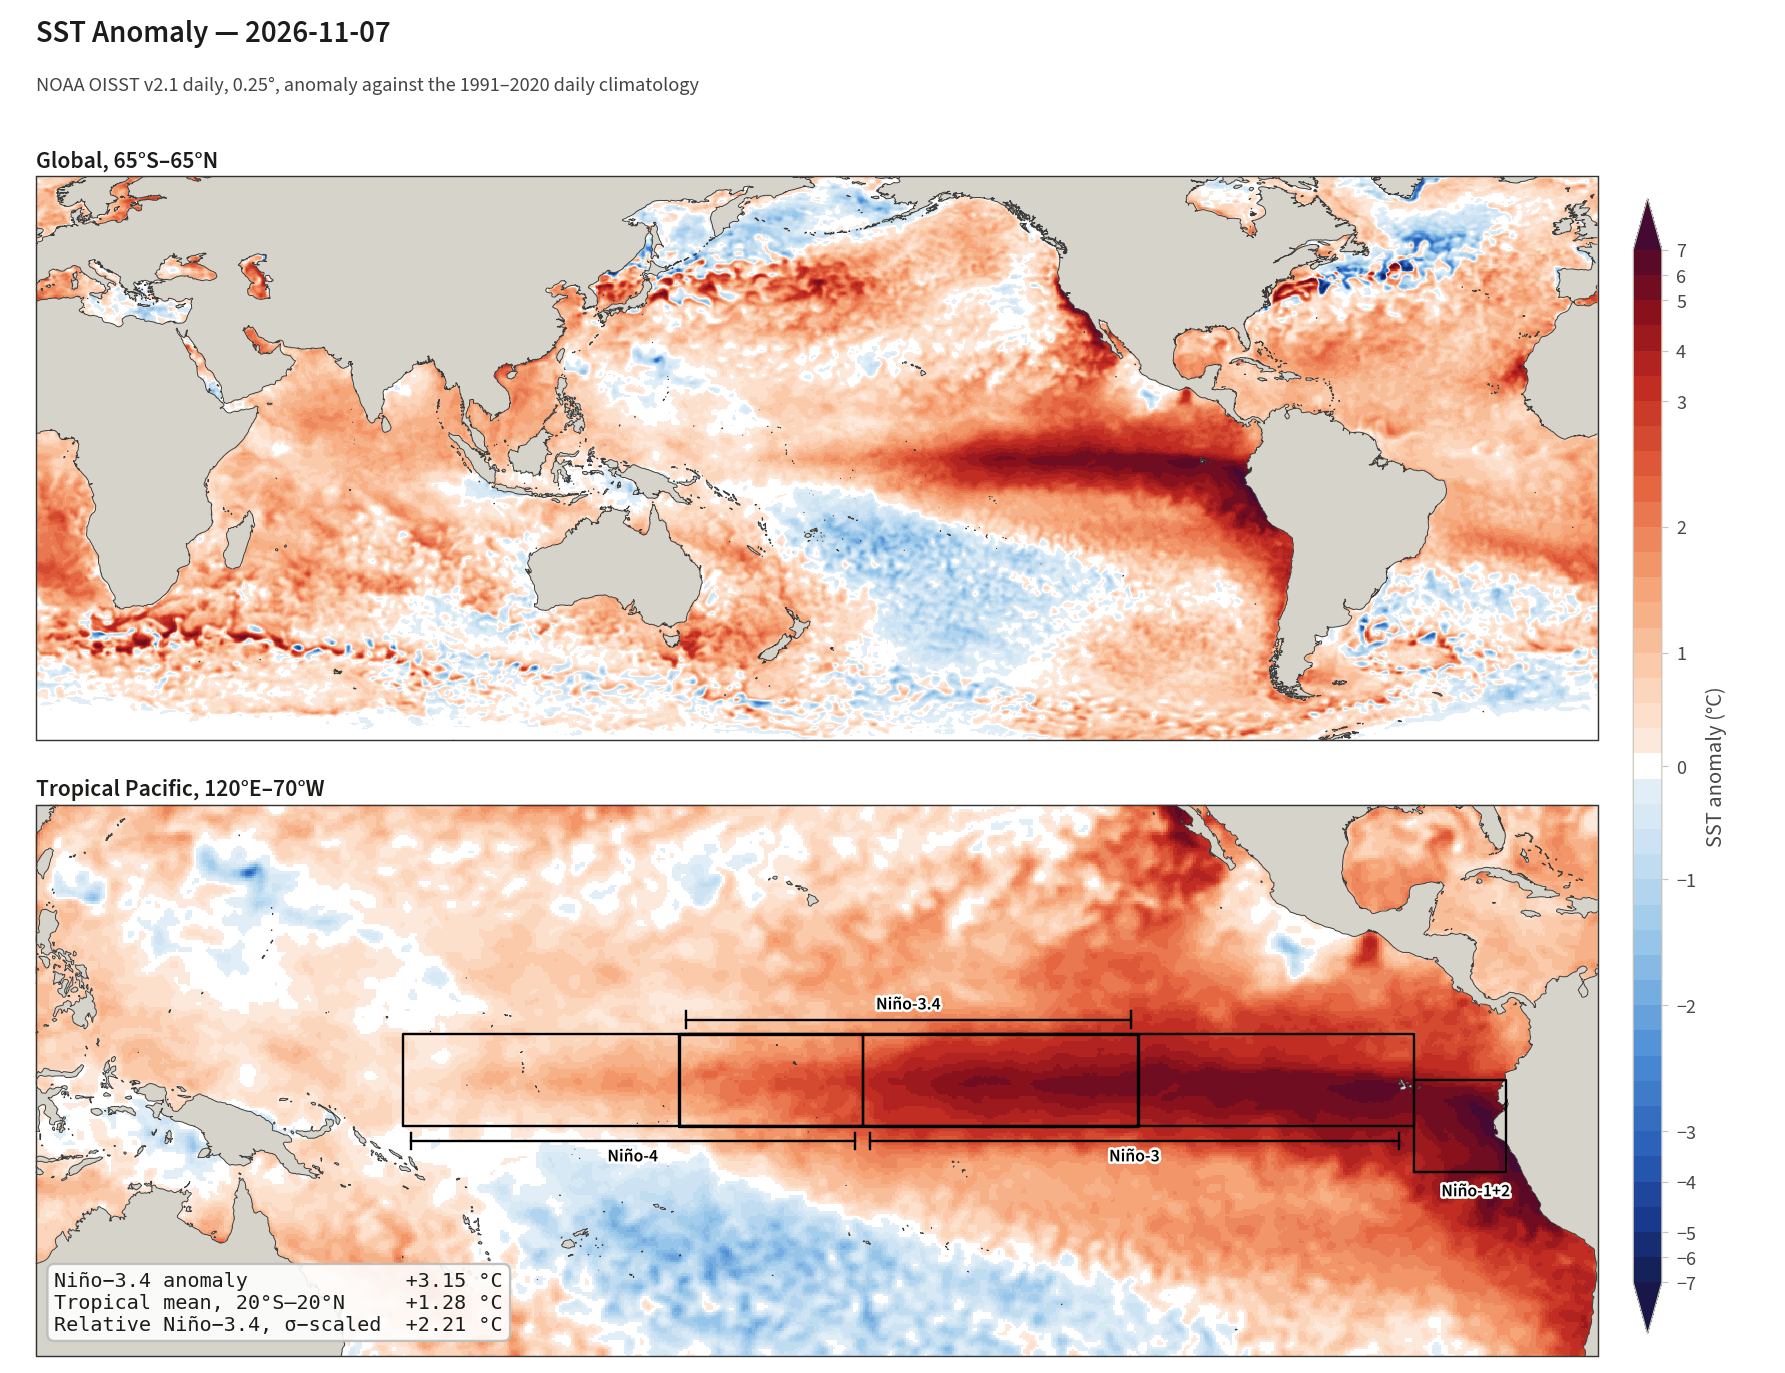 SST Anomaly — 2026-11-07
NOAA OISST v2.1 daily, 0.25°, anomaly against the 1991–2020 daily climatology
Global, 65°S–65°N
7
6
5
4
3
2
1
0
−1
−2
−3
−4
−5
−6
−7
SST anomaly (°C)
Tropical Pacific, 120°E–70°W
Niño-3.4
Niño-4
Niño-3
Niño-1+2
Niño−3.4 anomaly +3.15 °C
Tropical mean, 20°S–20°N +1.28 °C
Relative Niño−3.4, σ−scaled +2.21 °C